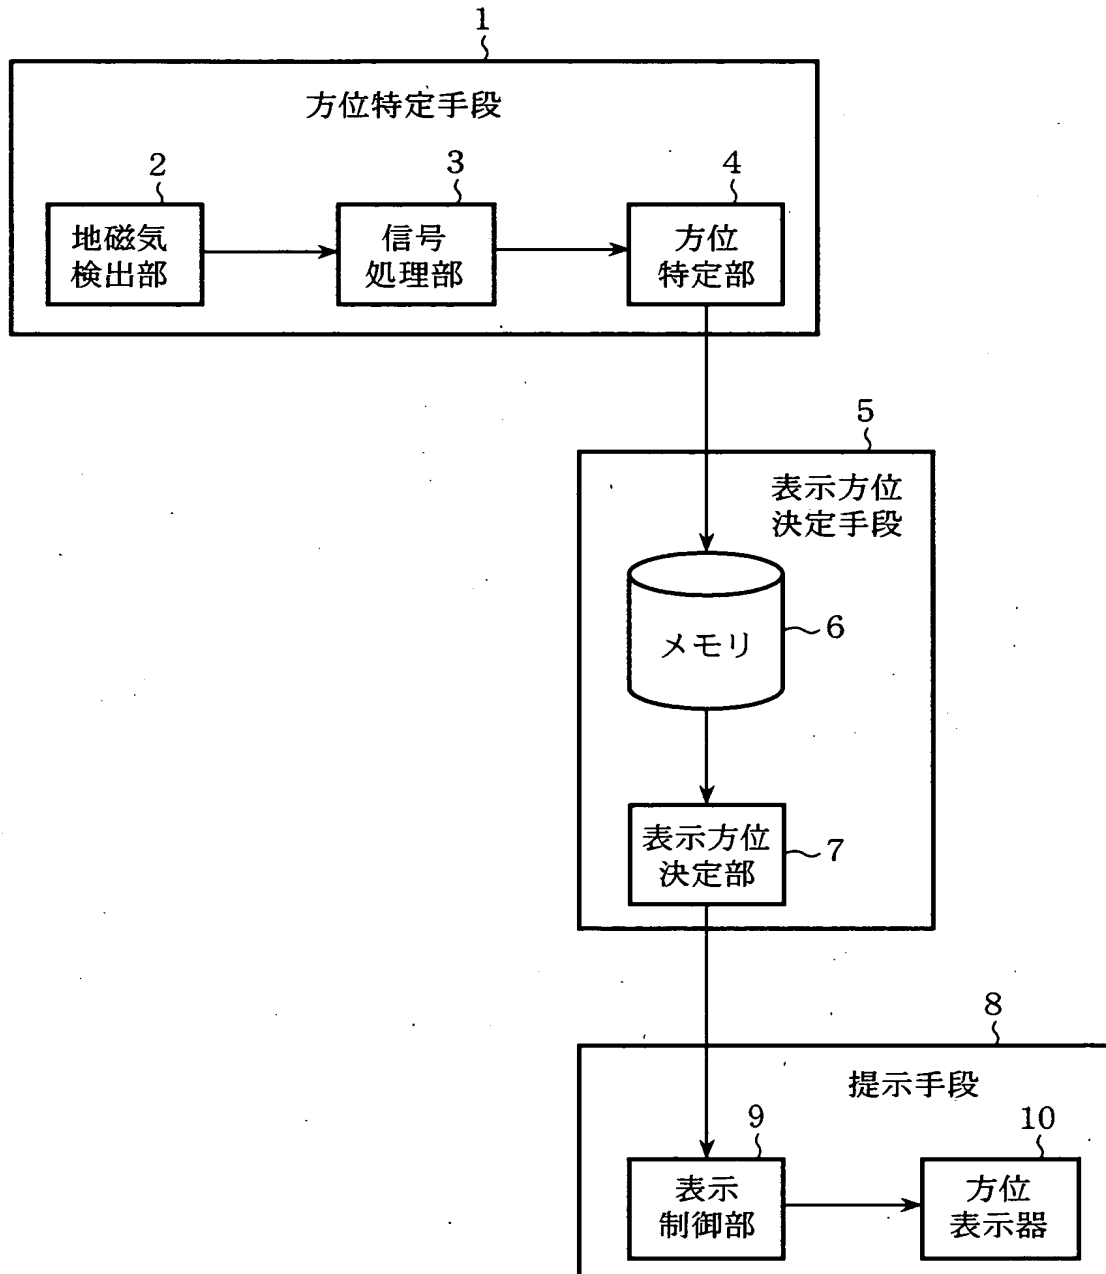 1
方位特定手段
2
3
4
地磁気
検出部
信号
処理部
方位
特定部
5
表示方位
決定手段
メモリ
6
表示方位
決定部
7
8
提示手段
9
10
表示
制御部
方位
表示器